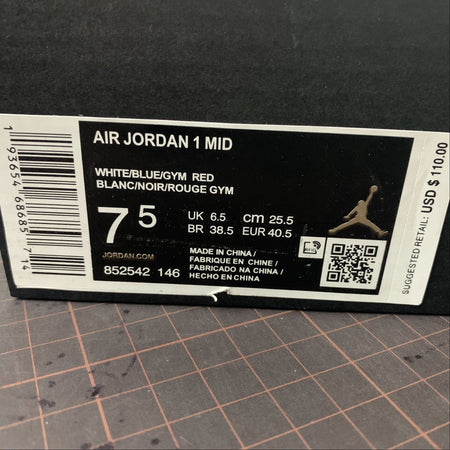 AIR JORDAN 1 MID
WHITE/BLUE/GYM RED
BLANC/NOIR/ROUGE GYM
7 5
UK 6.5 cm 25.5
BR 38.5 EUR 40.5
JORDAN.COM
852542 146
MADE IN CHINA/
FABRIQUE EN CHINE /
FABRICADO NA CHINA/
HECHO EN CHINA
1 93654 68685 714
SUGGESTED RETAIL: USD $ 110.00